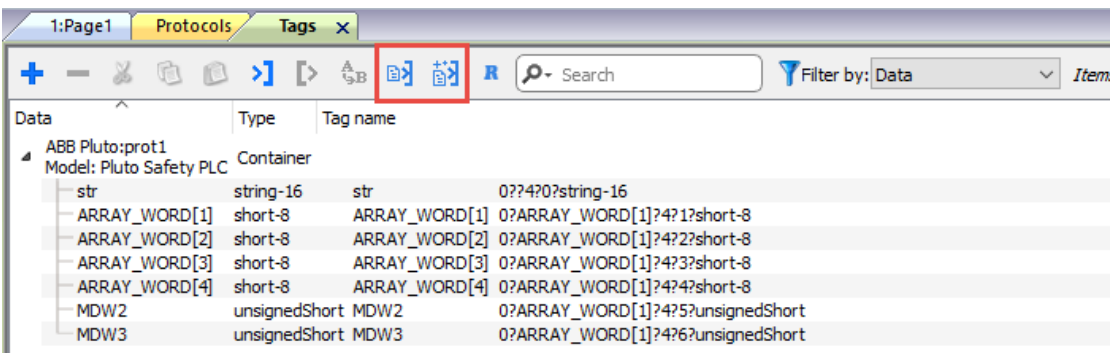 1:Page1 Protocols Tags
R Search Filter by: Data Item
Data Type Tag name
ABB Pluto:prot1
Model: Pluto Safety PLC Container
str string-16 str 0??4?0?string-16
ARRAY_WORD[1] short-8 ARRAY_WORD[1] 0?ARRAY_WORD[1]?4?1?short-8
ARRAY_WORD[2] short-8 ARRAY_WORD[2] 0?ARRAY_WORD[1]?4?2?short-8
ARRAY_WORD[3] short-8 ARRAY_WORD[3] 0?ARRAY_WORD[1]?4?3?short-8
ARRAY_WORD[4] short-8 ARRAY_WORD[4] 0?ARRAY_WORD[1]?4?4?short-8
MDW2 unsignedShort MDW2 0?ARRAY_WORD[1]?4?5?unsignedShort
MDW3 unsignedShort MDW3 0?ARRAY_WORD[1]?4?6?unsignedShort